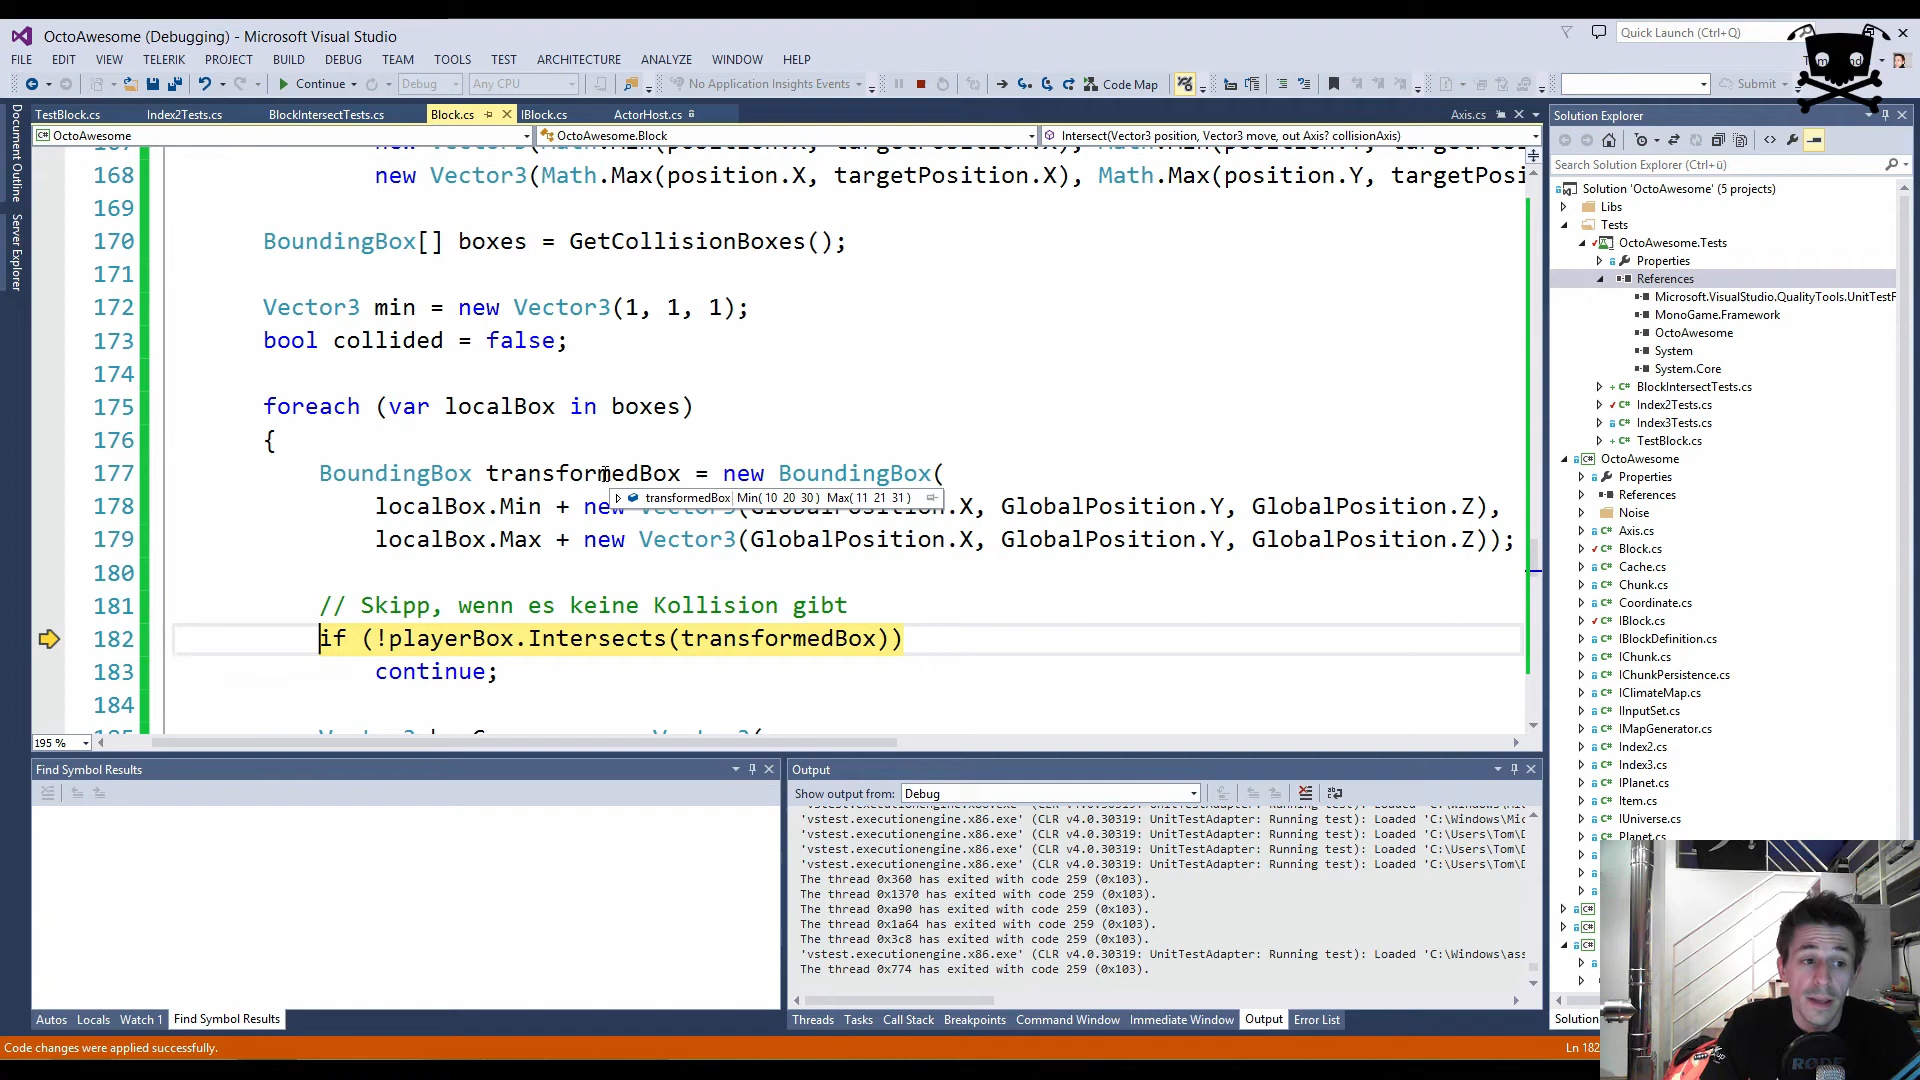 OctoAwesome (Debugging) - Microsoft Visual Studio
Quick Launch (Ctrl+Q)
FILE EDIT VIEW TELERIK PROJECT BUILD DEBUG TEAM TOOLS TEST ARCHITECTURE ANALYZE WINDOW HELP
Continue Debug Any CPU No Application Insights Events Code Map Submit
TestBlock.cs Index2Tests.cs BlockIntersectTests.cs Block.cs IBlock.cs ActorHost.cs Axis.cs
OctoAwesome OctoAwesome.Block Intersect(Vector3 position, Vector3 move, out Axis? collisionAxis)
Document Outline
Server Explorer
168 new Vector3(Math.Max(position.X, targetPosition.X), Math.Max(position.Y, targetPosi
169
170 BoundingBox[] boxes = GetCollisionBoxes();
171
172 Vector3 min = new Vector3(1, 1, 1);
173 bool collided = false;
174
175 foreach (var localBox in boxes)
176 {
177 BoundingBox transformedBox = new BoundingBox(
transformedBox Min( 10 20 30 ) Max( 11 21 31 )
178 localBox.Min + new Vector3(GlobalPosition.X, GlobalPosition.Y, GlobalPosition.Z),
179 localBox.Max + new Vector3(GlobalPosition.X, GlobalPosition.Y, GlobalPosition.Z));
180
181 // Skipp, wenn es keine Kollision gibt
182 if (!playerBox.Intersects(transformedBox))
183 continue;
184
195 %
Find Symbol Results
Autos Locals Watch 1 Find Symbol Results
Output
Show output from: Debug
'vstest.executionengine.x86.exe' (CLR v4.0.30319: UnitTestAdapter: Running test): Loaded 'C:\Windows\Mic
'vstest.executionengine.x86.exe' (CLR v4.0.30319: UnitTestAdapter: Running test): Loaded 'C:\Users\Tom\D
'vstest.executionengine.x86.exe' (CLR v4.0.30319: UnitTestAdapter: Running test): Loaded 'C:\Users\Tom\D
'vstest.executionengine.x86.exe' (CLR v4.0.30319: UnitTestAdapter: Running test): Loaded 'C:\Users\Tom\D
The thread 0x360 has exited with code 259 (0x103).
The thread 0x1370 has exited with code 259 (0x103).
The thread 0xa90 has exited with code 259 (0x103).
The thread 0x1a64 has exited with code 259 (0x103).
The thread 0x3c8 has exited with code 259 (0x103).
'vstest.executionengine.x86.exe' (CLR v4.0.30319: UnitTestAdapter: Running test): Loaded 'C:\Windows\ass
The thread 0x774 has exited with code 259 (0x103).
Threads Tasks Call Stack Breakpoints Command Window Immediate Window Output Error List
Solution Explorer
Search Solution Explorer (Ctrl+ü)
Solution 'OctoAwesome' (5 projects)
Libs
Tests
OctoAwesome.Tests
Properties
References
Microsoft.VisualStudio.QualityTools.UnitTestF
MonoGame.Framework
OctoAwesome
System
System.Core
BlockIntersectTests.cs
Index2Tests.cs
Index3Tests.cs
TestBlock.cs
OctoAwesome
Properties
References
Noise
Axis.cs
Block.cs
Cache.cs
Chunk.cs
Coordinate.cs
IBlock.cs
IBlockDefinition.cs
IChunk.cs
IChunkPersistence.cs
IClimateMap.cs
IInputSet.cs
IMapGenerator.cs
Index2.cs
Index3.cs
IPlanet.cs
Item.cs
IUniverse.cs
Planet.cs
Solution
Code changes were applied successfully.
Ln 182
RØDE